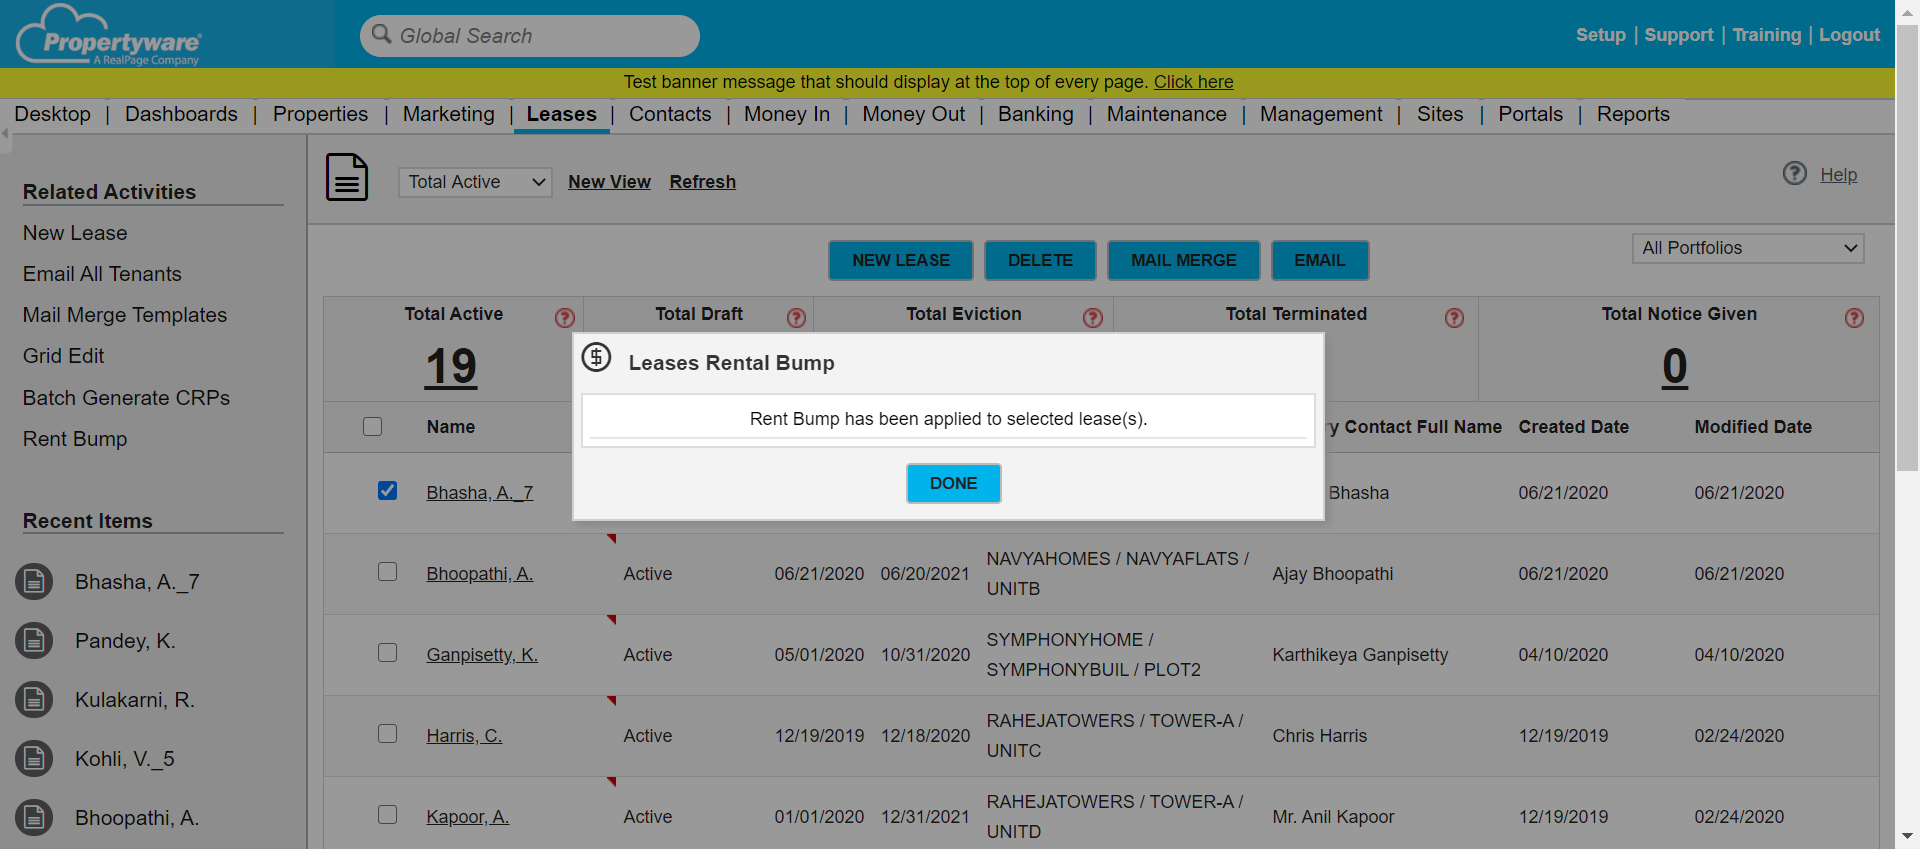 Propertyware
A RealPage Company
Global Search
Setup | Support | Training | Logout
Test banner message that should display at the top of every page. Click here
Desktop | Dashboards | Properties | Marketing | Leases | Contacts | Money In | Money Out | Banking | Maintenance | Management | Sites | Portals | Reports
Related Activities
New Lease
Email All Tenants
Mail Merge Templates
Grid Edit
Batch Generate CRPs
Rent Bump
Recent Items
Bhasha, A._7
Pandey, K.
Kulakarni, R.
Kohli, V._5
Bhoopathi, A.
Total Active New View Refresh
? Help
NEW LEASE DELETE MAIL MERGE EMAIL
All Portfolios
Total Active ? Total Draft ? Total Eviction ? Total Terminated ? Total Notice Given ?
19 0
$ Leases Rental Bump
Rent Bump has been applied to selected lease(s).
DONE
Name y Contact Full Name Created Date Modified Date
Bhasha, A._7 Bhasha 06/21/2020 06/21/2020
Bhoopathi, A. Active 06/21/2020 06/20/2021 NAVYAHOMES / NAVYAFLATS /
UNITB Ajay Bhoopathi 06/21/2020 06/21/2020
Ganpisetty, K. Active 05/01/2020 10/31/2020 SYMPHONYHOME /
SYMPHONYBUIL / PLOT2 Karthikeya Ganpisetty 04/10/2020 04/10/2020
Harris, C. Active 12/19/2019 12/18/2020 RAHEJATOWERS / TOWER-A /
UNITC Chris Harris 12/19/2019 02/24/2020
Kapoor, A. Active 01/01/2020 12/31/2021 RAHEJATOWERS / TOWER-A /
UNITD Mr. Anil Kapoor 12/19/2019 02/24/2020